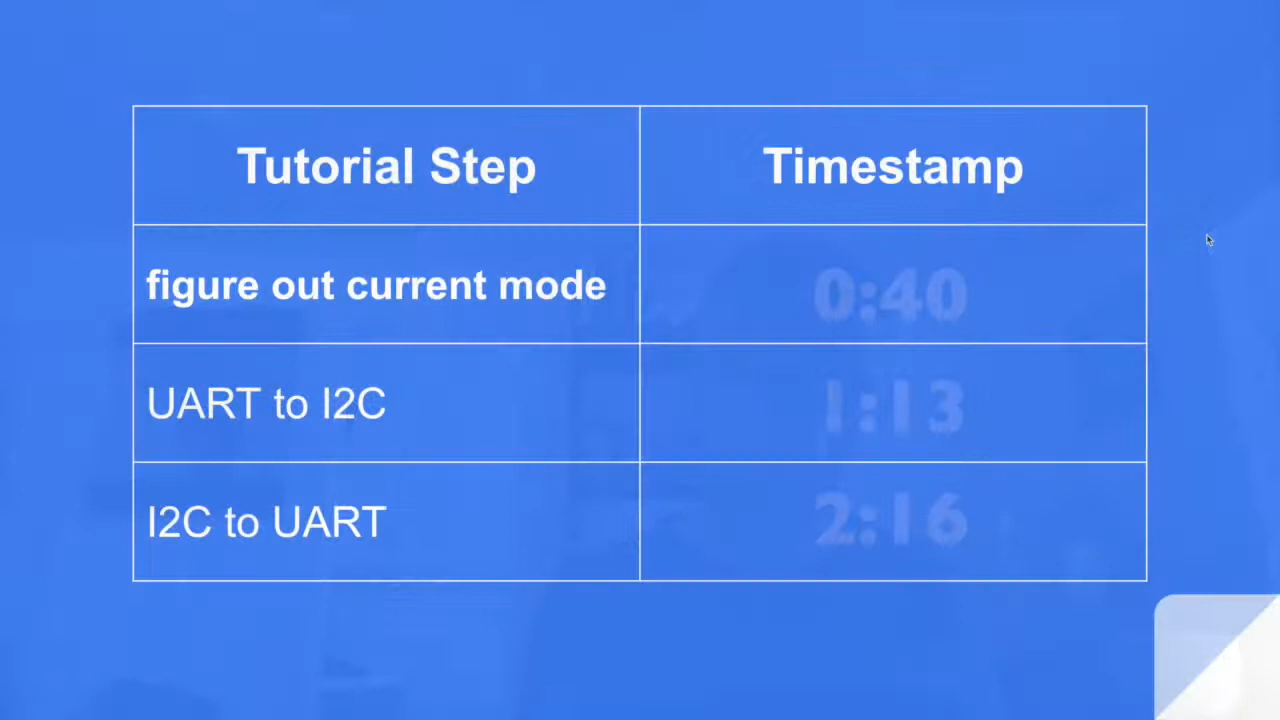 Tutorial Step Timestamp
figure out current mode 0:40
UART to I2C 1:13
I2C to UART 2:16